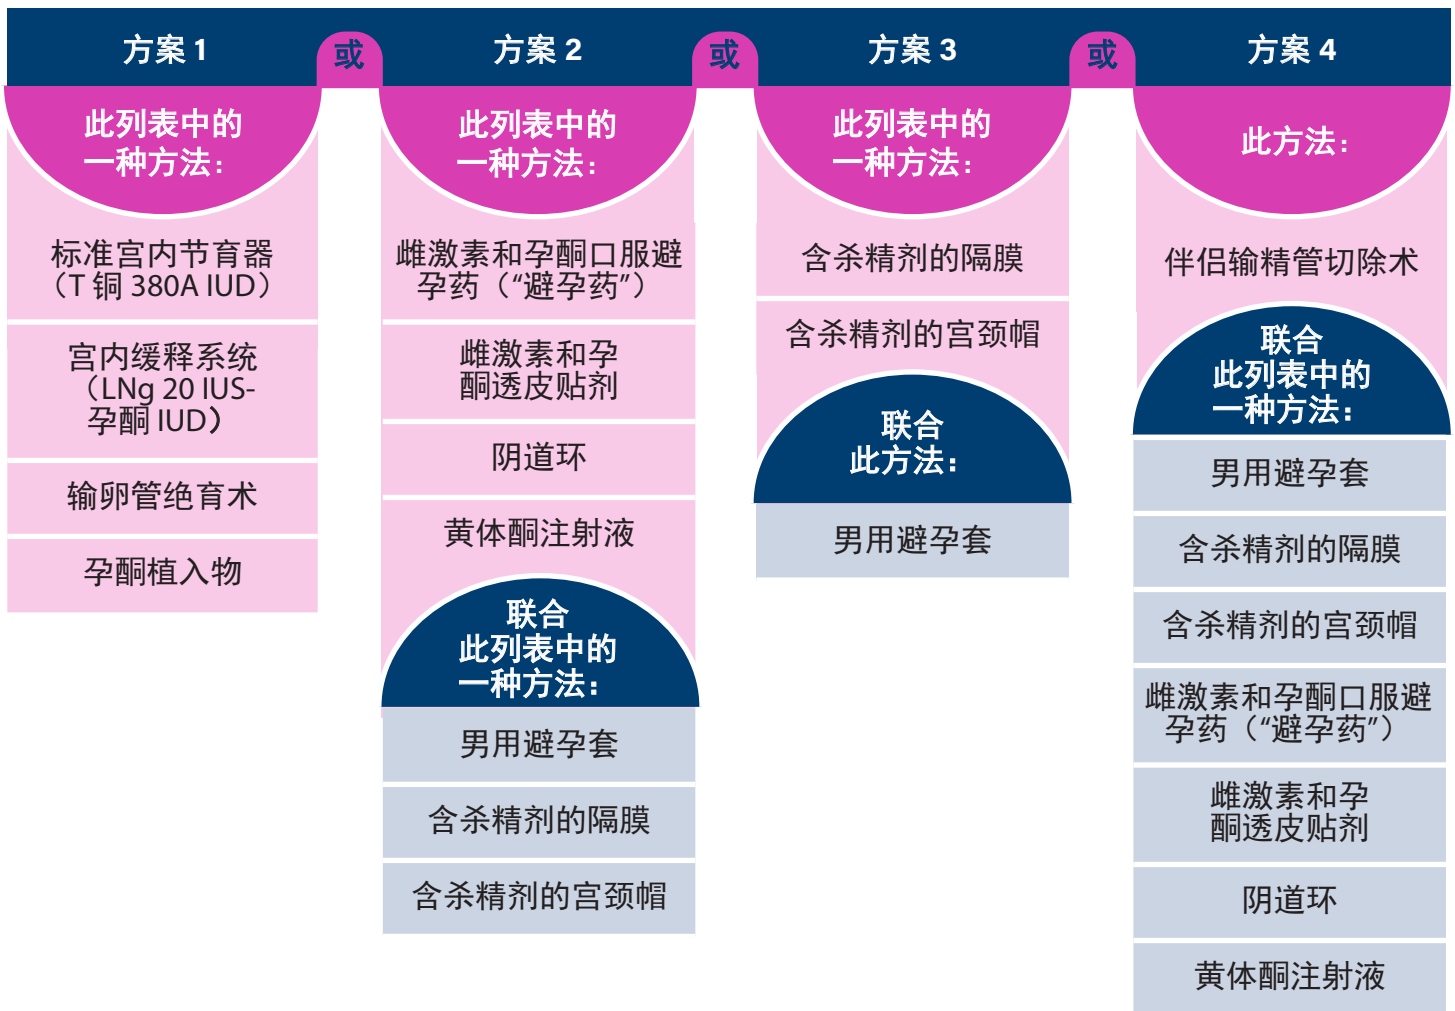 方案 1
或
方案 2
或
方案 3
或
方案 4
此列表中的
一种方法：
标准宫内节育器
（T 铜 380A IUD）
宫内缓释系统
（LNg 20 IUS-
孕酮 IUD）
输卵管绝育术
孕酮植入物
此列表中的
一种方法：
雌激素和孕酮口服避
孕药（“避孕药”）
雌激素和孕
酮透皮贴剂
阴道环
黄体酮注射液
联合
此列表中的
一种方法：
男用避孕套
含杀精剂的隔膜
含杀精剂的宫颈帽
此列表中的
一种方法：
含杀精剂的隔膜
含杀精剂的宫颈帽
联合
此方法：
男用避孕套
此方法：
伴侣输精管切除术
联合
此列表中的
一种方法：
男用避孕套
含杀精剂的隔膜
含杀精剂的宫颈帽
雌激素和孕酮口服避
孕药（“避孕药”）
雌激素和孕
酮透皮贴剂
阴道环
黄体酮注射液